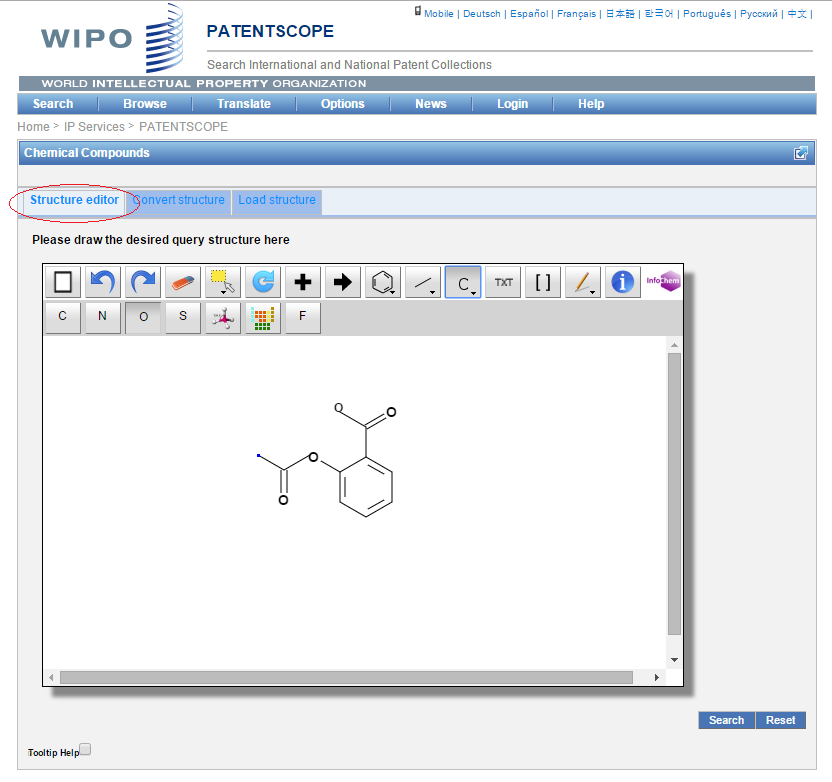 Mobile | Deutsch | Español | Français | 日本語 | 한국어 | Português | Русский | 中文 |
WIPO
PATENTSCOPE
Search International and National Patent Collections
WORLD INTELLECTUAL PROPERTY ORGANIZATION
Search Browse Translate Options News Login Help
Home > IP Services > PATENTSCOPE
Chemical Compounds
Structure editor Convert structure Load structure
Please draw the desired query structure here
C TXT [ ] i InfoChem
C N O S F
O O
O
O
Search Reset
Tooltip Help